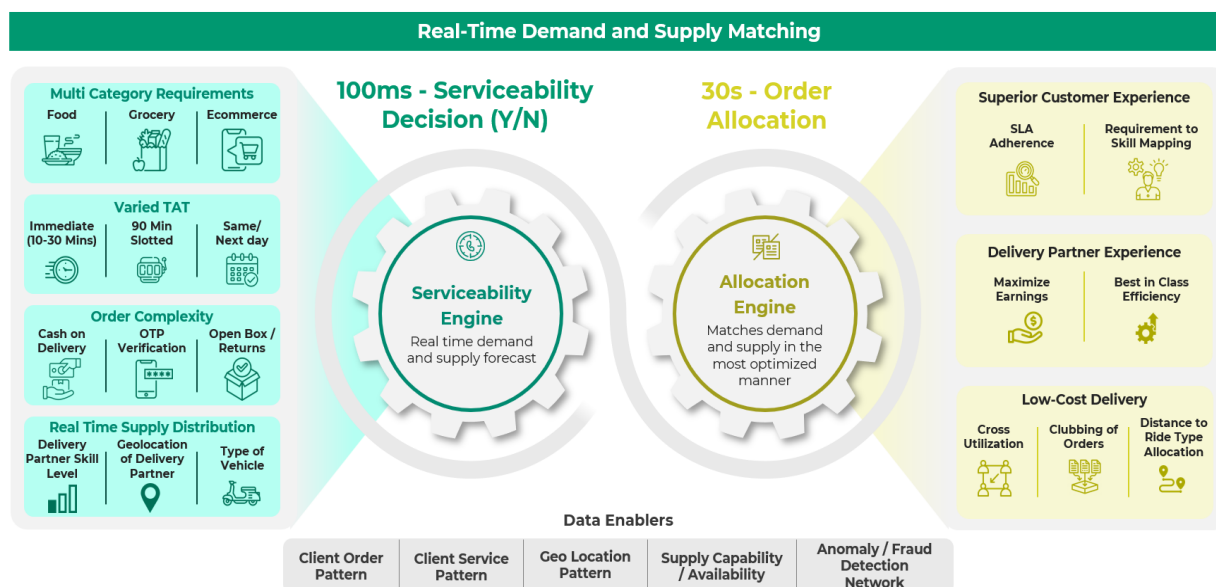 Real-Time Demand and Supply Matching
Multi Category Requirements
Food
Grocery
Ecommerce
Varied TAT
Immediate
(10-30 Mins)
90 Min
Slotted
Same/
Next day
Order Complexity
Cash on
Delivery
OTP
Verification
Open Box /
Returns
Real Time Supply Distribution
Delivery
Partner Skill
Level
Geolocation
of Delivery
Partner
Type of
Vehicle
100ms - Serviceability
Decision (Y/N)
Serviceability
Engine
Real time demand
and supply forecast
30s - Order
Allocation
Allocation
Engine
Matches demand
and supply in the
most optimized
manner
Superior Customer Experience
SLA
Adherence
Requirement to
Skill Mapping
Delivery Partner Experience
Maximize
Earnings
Best in Class
Efficiency
Low-Cost Delivery
Cross
Utilization
Clubbing of
Orders
Distance to
Ride Type
Allocation
Data Enablers
Client Order
Pattern
Client Service
Pattern
Geo Location
Pattern
Supply Capability
/ Availability
Anomaly / Fraud
Detection
Network